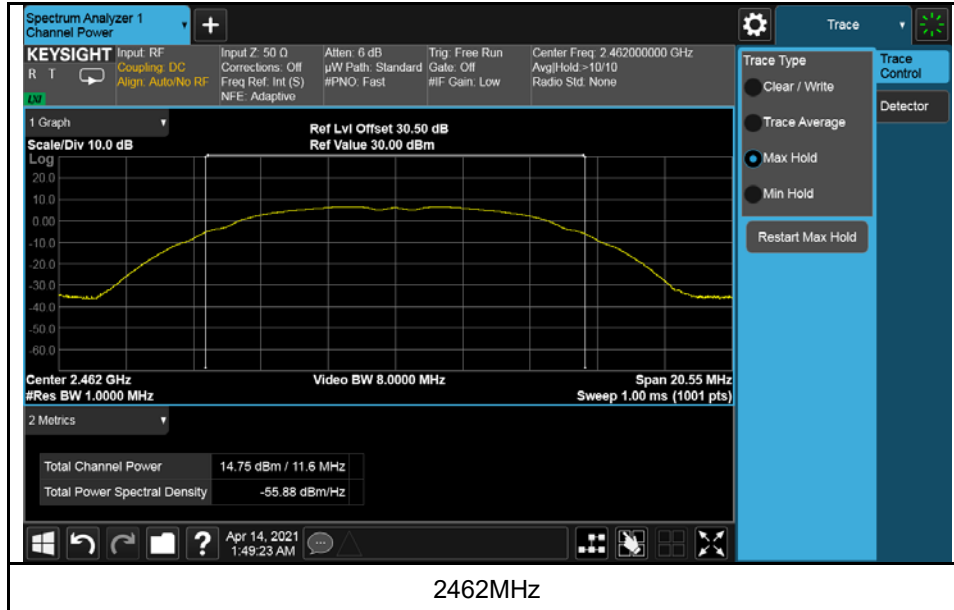 Spectrum Analyzer 1
Channel Power
+
Trace
KEYSIGHT
R T
LXI
Input: RF
Coupling: DC
Align: Auto/No RF
Input Z: 50 Ω
Corrections: Off
Freq Ref: Int (S)
NFE: Adaptive
Atten: 6 dB
µW Path: Standard
#PNO: Fast
Trig: Free Run
Gate: Off
#IF Gain: Low
Center Freq: 2.462000000 GHz
Avg|Hold:>10/10
Radio Std: None
Trace Type
Clear / Write
Trace Average
Max Hold
Min Hold
Restart Max Hold
Trace
Control
Detector
1 Graph
Scale/Div 10.0 dB
Ref Lvl Offset 30.50 dB
Ref Value 30.00 dBm
Log
20.0
10.0
0.00
-10.0
-20.0
-30.0
-40.0
-50.0
-60.0
Center 2.462 GHz
#Res BW 1.0000 MHz
Video BW 8.0000 MHz
Span 20.55 MHz
Sweep 1.00 ms (1001 pts)
2 Metrics
Total Channel Power 14.75 dBm / 11.6 MHz
Total Power Spectral Density -55.88 dBm/Hz
?
Apr 14, 2021
1:49:23 AM
2462MHz